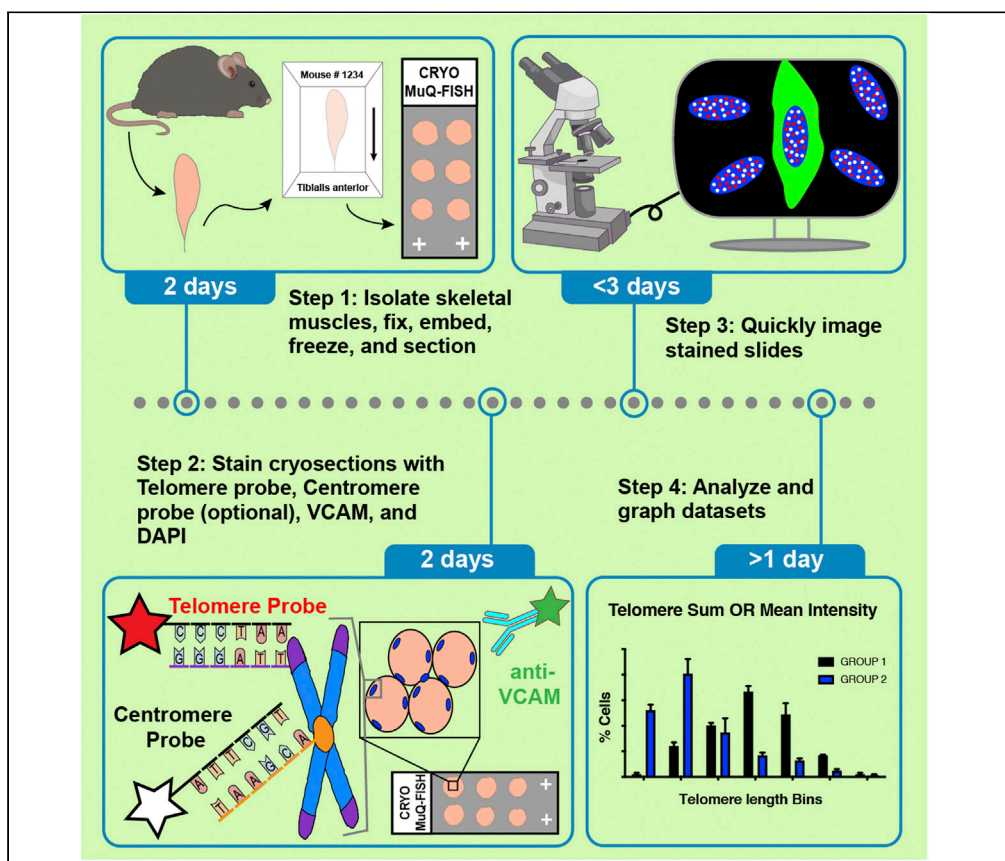 Mouse # 1234
Tibialls anterior
CRYO
MuQ-FISH
+ +
2 days
Step 1: Isolate skeletal
muscles, fix, embed,
freeze, and section
<3 days
Step 3: Quickly image
stained slides
Step 2: Stain cryosections with
Telomere probe, Centromere
probe (optional), VCAM, and
DAPI
2 days
Step 4: Analyze and
graph datasets
>1 day
Telomere Probe
C C C T A A
G G G A T T
Centromere
Probe
A T T C G T
T A A G C A
anti-
VCAM
CRYO
MuQ-FISH
+
+
Telomere Sum OR Mean Intensity
GROUP 1
GROUP 2
% Cells
Telomere length Bins